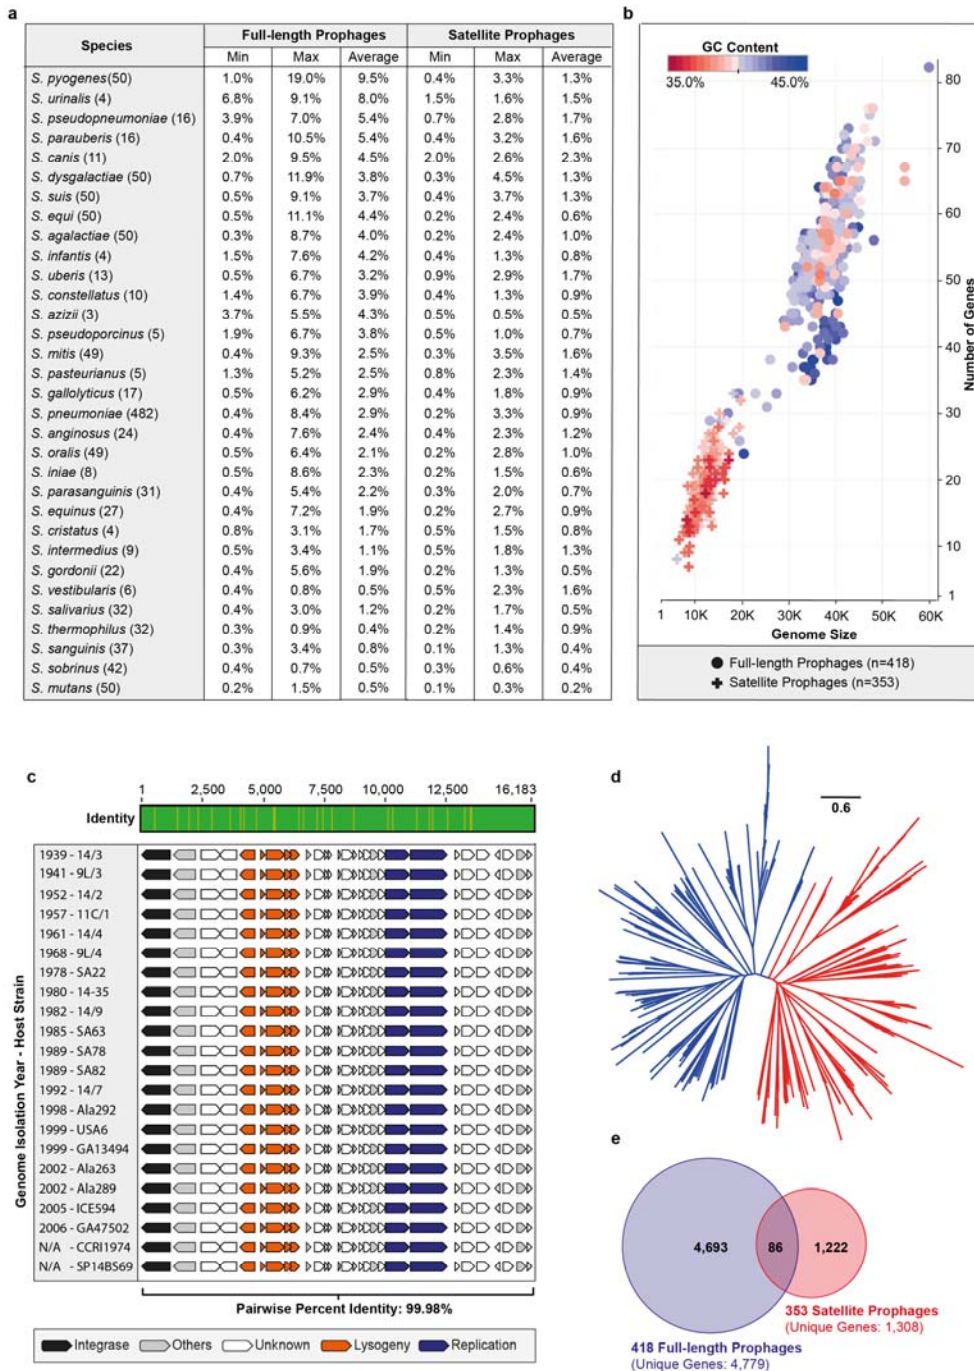 a
Species Full-length Prophages Satellite Prophages
Min Max Average Min Max Average
S. pyogenes(50) 1.0% 19.0% 9.5% 0.4% 3.3% 1.3%
S. urinalis (4) 6.8% 9.1% 8.0% 1.5% 1.6% 1.5%
S. pseudopneumoniae (16) 3.9% 7.0% 5.4% 0.7% 2.8% 1.7%
S. parauberis (16) 0.4% 10.5% 5.4% 0.4% 3.2% 1.6%
S. canis (11) 2.0% 9.5% 4.5% 2.0% 2.6% 2.3%
S. dysgalactiae (50) 0.7% 11.9% 3.8% 0.3% 4.5% 1.3%
S. suis (50) 0.5% 9.1% 3.7% 0.4% 3.7% 1.3%
S. equi (50) 0.5% 11.1% 4.4% 0.2% 2.4% 0.6%
S. agalactiae (50) 0.3% 8.7% 4.0% 0.2% 2.4% 1.0%
S. infantis (4) 1.5% 7.6% 4.2% 0.4% 1.3% 0.8%
S. uberis (13) 0.5% 6.7% 3.2% 0.9% 2.9% 1.7%
S. constellatus (10) 1.4% 6.7% 3.9% 0.4% 1.3% 0.9%
S. azizii (3) 3.7% 5.5% 4.3% 0.5% 0.5% 0.5%
S. pseudoporcinus (5) 1.9% 6.7% 3.8% 0.5% 1.0% 0.7%
S. mitis (49) 0.4% 9.3% 2.5% 0.3% 3.5% 1.6%
S. pasteurianus (5) 1.3% 5.2% 2.5% 0.8% 2.3% 1.4%
S. gallolyticus (17) 0.5% 6.2% 2.9% 0.4% 1.8% 0.9%
S. pneumoniae (482) 0.4% 8.4% 2.9% 0.2% 3.3% 0.9%
S. anginosus (24) 0.4% 7.6% 2.4% 0.4% 2.3% 1.2%
S. oralis (49) 0.5% 6.4% 2.1% 0.2% 2.8% 1.0%
S. iniae (8) 0.5% 8.6% 2.3% 0.2% 1.5% 0.6%
S. parasanguinis (31) 0.4% 5.4% 2.2% 0.3% 2.0% 0.7%
S. equinus (27) 0.4% 7.2% 1.9% 0.2% 2.7% 0.9%
S. cristatus (4) 0.8% 3.1% 1.7% 0.5% 1.5% 0.8%
S. intermedius (9) 0.5% 3.4% 1.1% 0.5% 1.8% 1.3%
S. gordonii (22) 0.4% 5.6% 1.9% 0.2% 1.3% 0.5%
S. vestibularis (6) 0.4% 0.8% 0.5% 0.5% 2.3% 1.6%
S. salivarius (32) 0.4% 3.0% 1.2% 0.2% 1.7% 0.5%
S. thermophilus (32) 0.3% 0.9% 0.4% 0.2% 1.4% 0.9%
S. sanguinis (37) 0.3% 3.4% 0.8% 0.1% 1.3% 0.4%
S. sobrinus (42) 0.4% 0.7% 0.5% 0.3% 0.6% 0.4%
S. mutans (50) 0.2% 1.5% 0.5% 0.1% 0.3% 0.2%
b
GC Content
35.0% 45.0%
80
70
60
50
40
30
20
10
1
Number of Genes
1 10K 20K 30K 40K 50K 60K
Genome Size
Full-length Prophages (n=418)
Satellite Prophages (n=353)
c
1 2,500 5,000 7,500 10,000 12,500 16,183
Identity
Genome Isolation Year - Host Strain
1939 - 14/3
1941 - 9L/3
1952 - 14/2
1957 - 11C/1
1961 - 14/4
1968 - 9L/4
1978 - SA22
1980 - 14-35
1982 - 14/9
1985 - SA63
1989 - SA78
1989 - SA82
1992 - 14/7
1998 - Ala292
1999 - USA6
1999 - GA13494
2002 - Ala263
2002 - Ala289
2005 - ICE594
2006 - GA47502
N/A - CCRI1974
N/A - SP14BS69
Pairwise Percent Identity: 99.98%
Integrase Others Unknown Lysogeny Replication
d
0.6
e
4,693 86 1,222
353 Satellite Prophages
(Unique Genes: 1,308)
418 Full-length Prophages
(Unique Genes: 4,779)